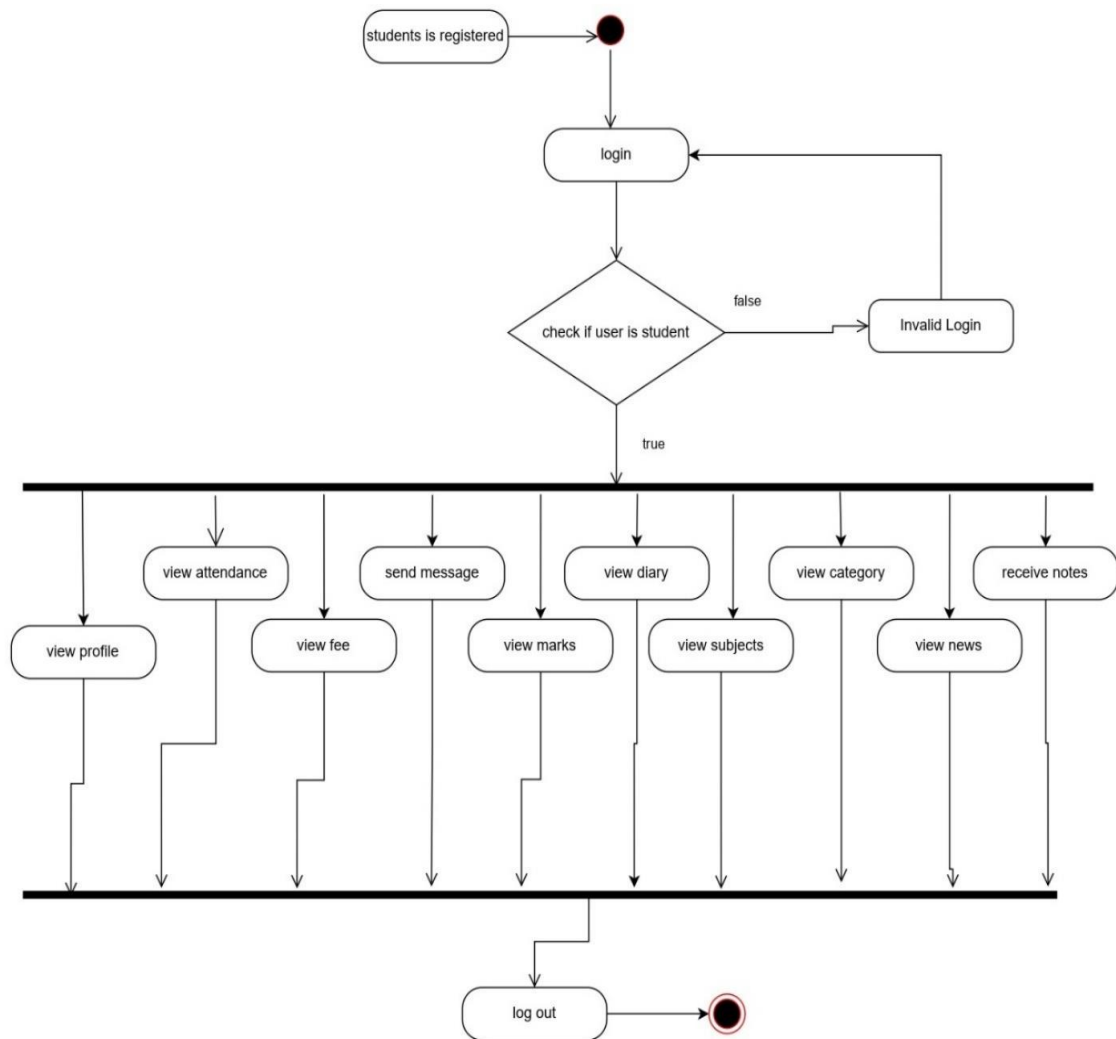 students is registered
login
false
check if user is student
Invalid Login
true
view attendance
send message
view diary
view category
receive notes
view profile
view fee
view marks
view subjects
view news
log out